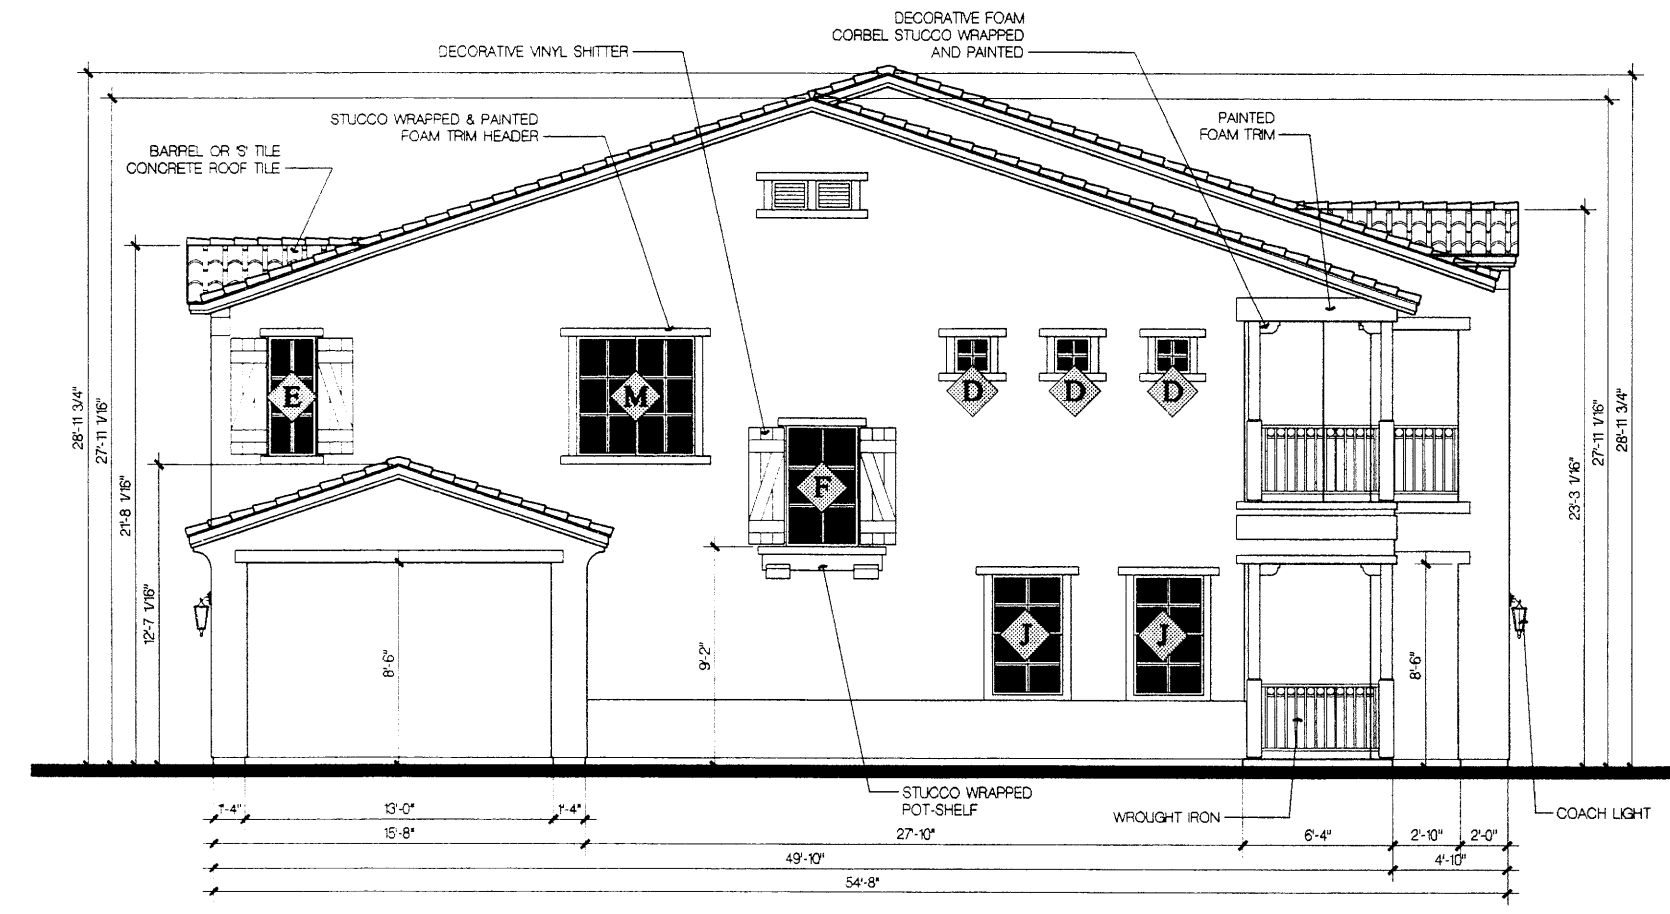 DECORATIVE FOAM
CORBEL STUCCO WRAPPED
AND PAINTED
DECORATIVE VINYL SHITTER
STUCCO WRAPPED & PAINTED
FOAM TRIM HEADER
PAINTED
FOAM TRIM
BARREL OR 'S' TILE
CONCRETE ROOF TILE
28'-11 3/4"
27'-11 1/16"
21'-8 1/16"
12'-7 1/16"
E
M
D
D
D
F
J
J
8'-6"
9'-2"
8'-6"
23'-3 1/16"
27'-11 1/16"
28'-11 3/4"
STUCCO WRAPPED
POT-SHELF
WROUGHT IRON
COACH LIGHT
1'-4"
13'-0"
1'-4"
15'-8"
27'-10"
6'-4"
2'-10"
2'-0"
49'-10"
4'-10"
54'-8"